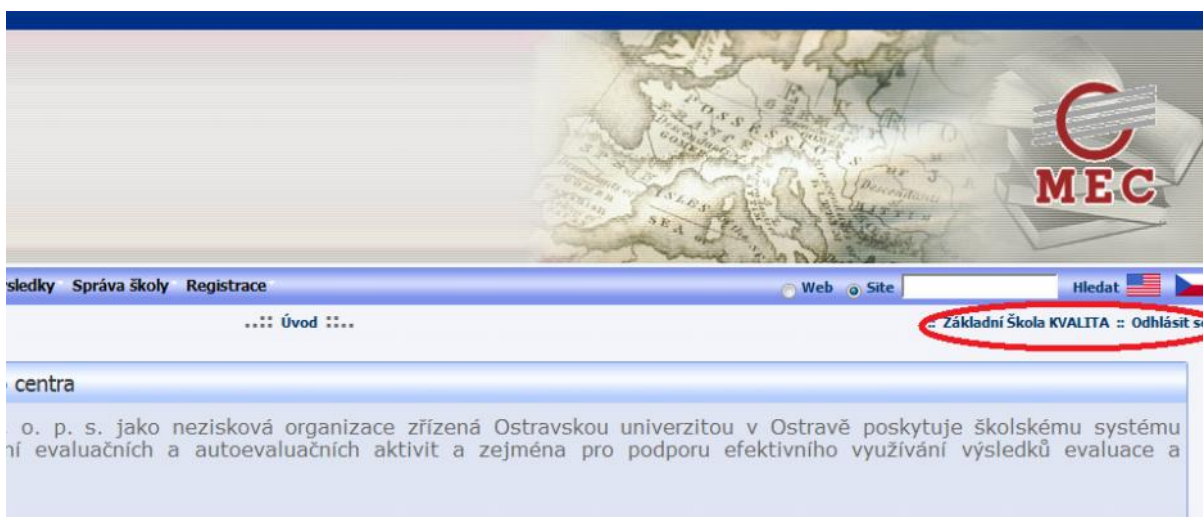 MEC
sledky Správa školy Registrace Web Site Hledat
..:: Úvod ::..
:: Základní Škola KVALITA :: Odhlásit se
centra
. o. p. s. jako nezisková organizace zřízená Ostravskou univerzitou v Ostravě poskytuje školskému systému
ní evaluačních a autoevaluačních aktivit a zejména pro podporu efektivního využívání výsledků evaluace a